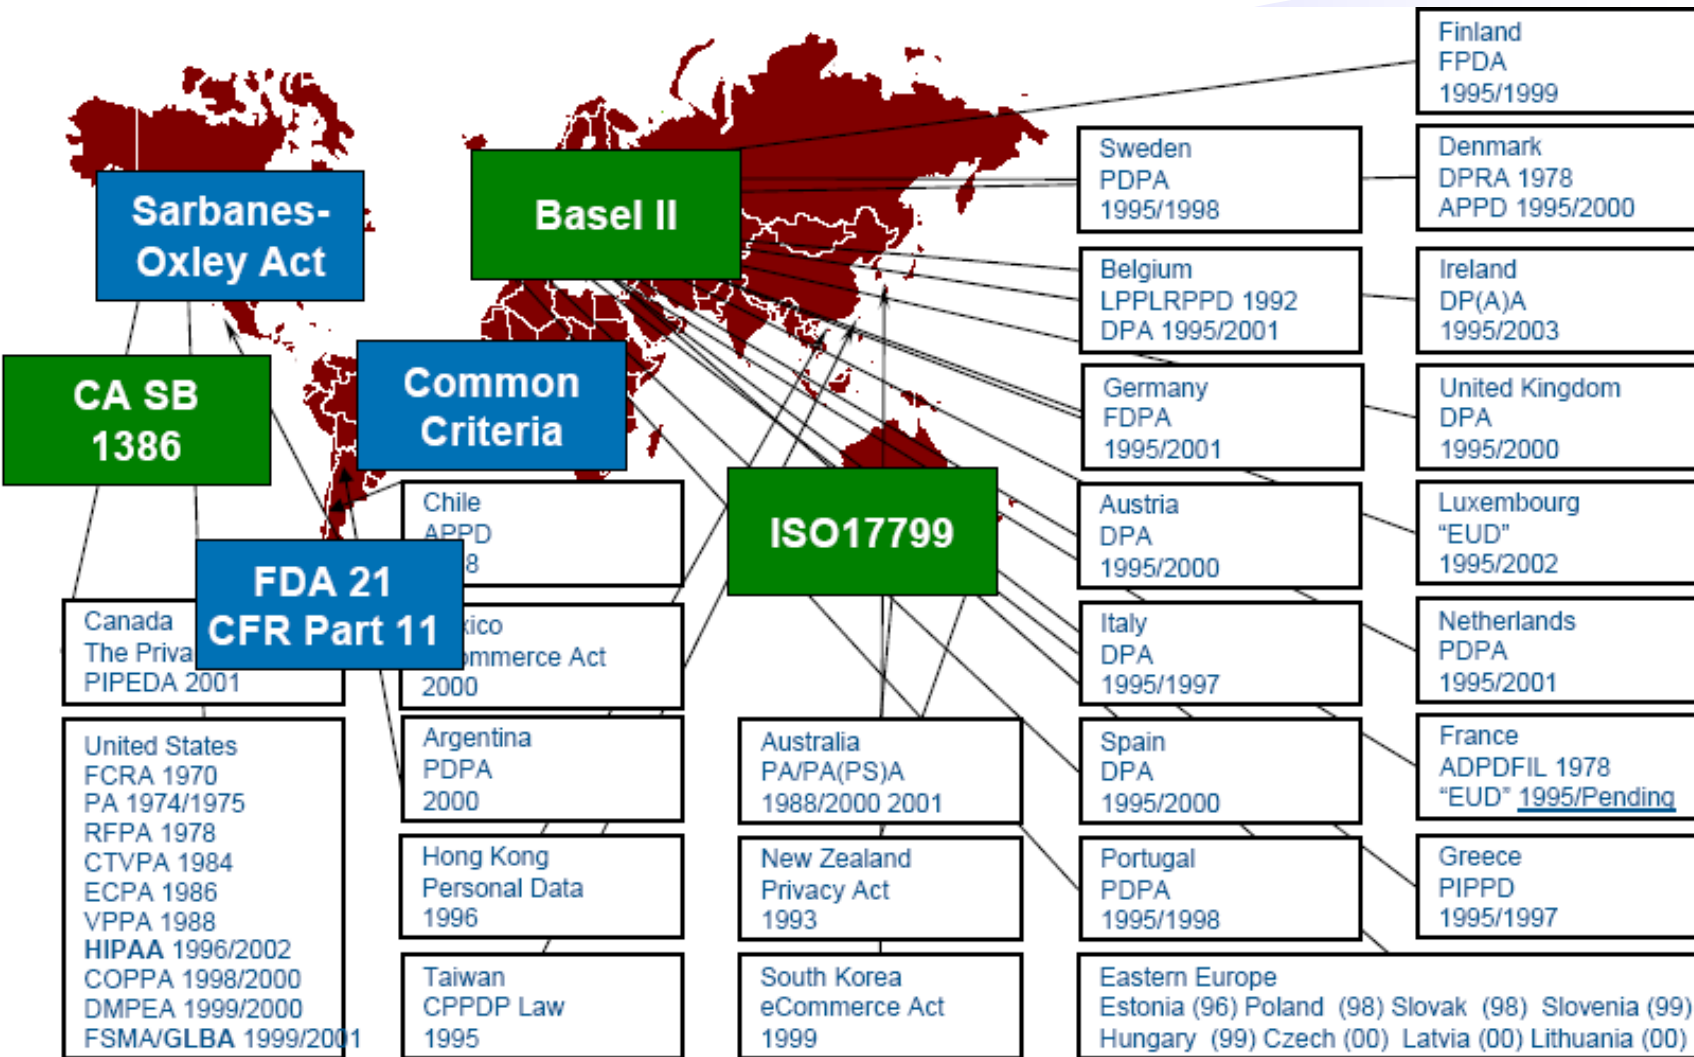 Sarbanes-
Oxley Act
Basel II
CA SB
1386
Common
Criteria
ISO17799
FDA 21
CFR Part 11
Finland
FPDA
1995/1999
Sweden
PDPA
1995/1998
Denmark
DPRA 1978
APPD 1995/2000
Belgium
LPPLRPPD 1992
DPA 1995/2001
Ireland
DP(A)A
1995/2003
Germany
FDPA
1995/2001
United Kingdom
DPA
1995/2000
Austria
DPA
1995/2000
Luxembourg
“EUD”
1995/2002
Italy
DPA
1995/1997
Netherlands
PDPA
1995/2001
Spain
DPA
1995/2000
France
ADPDFIL 1978
“EUD” 1995/Pending
Portugal
PDPA
1995/1998
Greece
PIPPD
1995/1997
Eastern Europe
Estonia (96) Poland (98) Slovak (98) Slovenia (99)
Hungary (99) Czech (00) Latvia (00) Lithuania (00)
Chile
APPD
8
Canada
The Priva
PIPEDA 2001
xico
ommerce Act
2000
United States
FCRA 1970
PA 1974/1975
RFPA 1978
CTVPA 1984
ECPA 1986
VPPA 1988
HIPAA 1996/2002
COPPA 1998/2000
DMPEA 1999/2000
FSMA/GLBA 1999/2001
Argentina
PDPA
2000
Hong Kong
Personal Data
1996
Taiwan
CPPDP Law
1995
Australia
PA/PA(PS)A
1988/2000 2001
New Zealand
Privacy Act
1993
South Korea
eCommerce Act
1999